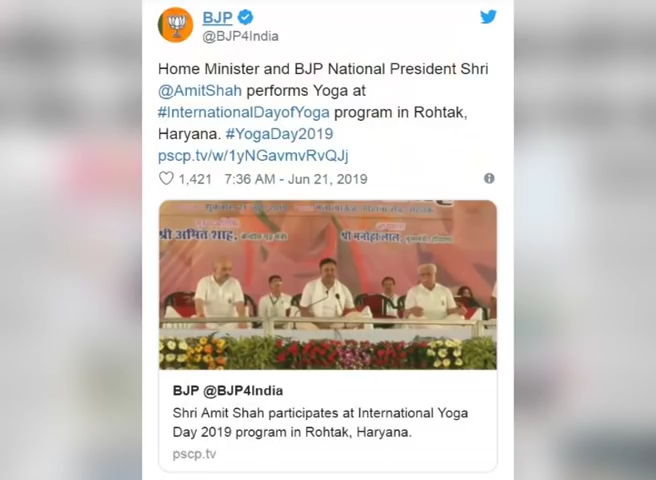 BJP
@BJP4India
Home Minister and BJP National President Shri
@AmitShah performs Yoga at
#InternationalDayofYoga program in Rohtak,
Haryana. #YogaDay2019
pscp.tv/w/1yNGavmvRvQJj
1,421 7:36 AM - Jun 21, 2019
श्री अमित शाह,
श्री मनोहर लाल,
BJP @BJP4India
Shri Amit Shah participates at International Yoga
Day 2019 program in Rohtak, Haryana.
pscp.tv